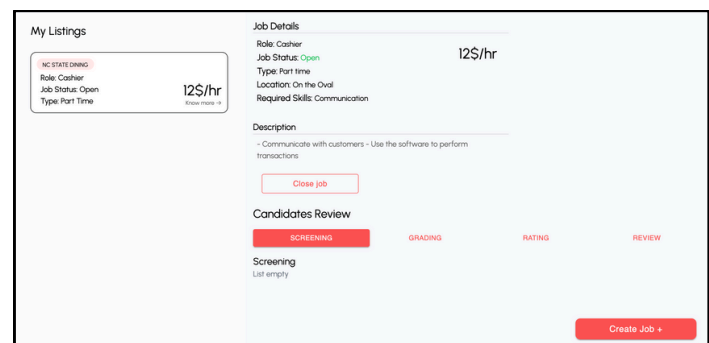 My Listings
NC STATE DINING
Role: Cashier
Job Status: Open
Type: Part Time
12$/hr
Know more →
Job Details
Role: Cashier
Job Status: Open
Type: Part time
Location: On the Oval
Required Skills: Communication
12$/hr
Description
- Communicate with customers - Use the software to perform
transactions
Close job
Candidates Review
SCREENING GRADING RATING REVIEW
Screening
List empty
Create Job +